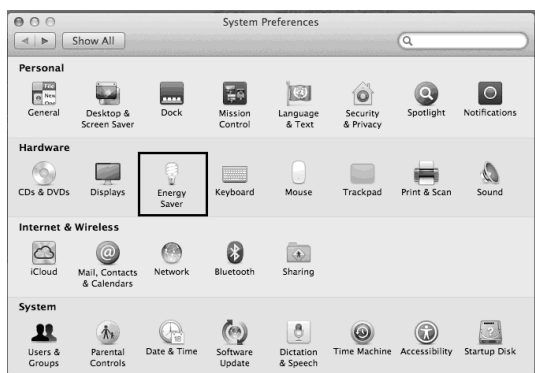 System Preferences
Show All
Personal
General
Desktop &
Screen Saver
Dock
Mission
Control
Language
& Text
Security
& Privacy
Spotlight
Notifications
Hardware
CDs & DVDs
Displays
Energy
Saver
Keyboard
Mouse
Trackpad
Print & Scan
Sound
Internet & Wireless
iCloud
Mail, Contacts
& Calendars
Network
Bluetooth
Sharing
System
Users &
Groups
Parental
Controls
Date & Time
Software
Update
Dictation
& Speech
Time Machine
Accessibility
Startup Disk